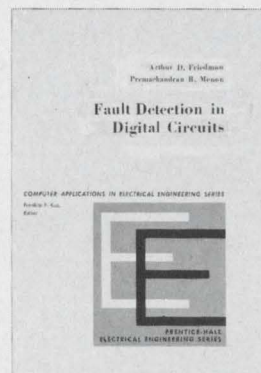 Arthur D. Friedman
Premachandran R. Menon
Fault Detection in
Digital Circuits
COMPUTER APPLICATIONS IN ELECTRICAL ENGINEERING SERIES
Franklin F. Kuo,
Editor
EE
PRENTICE-HALL
ELECTRICAL ENGINEERING SERIES